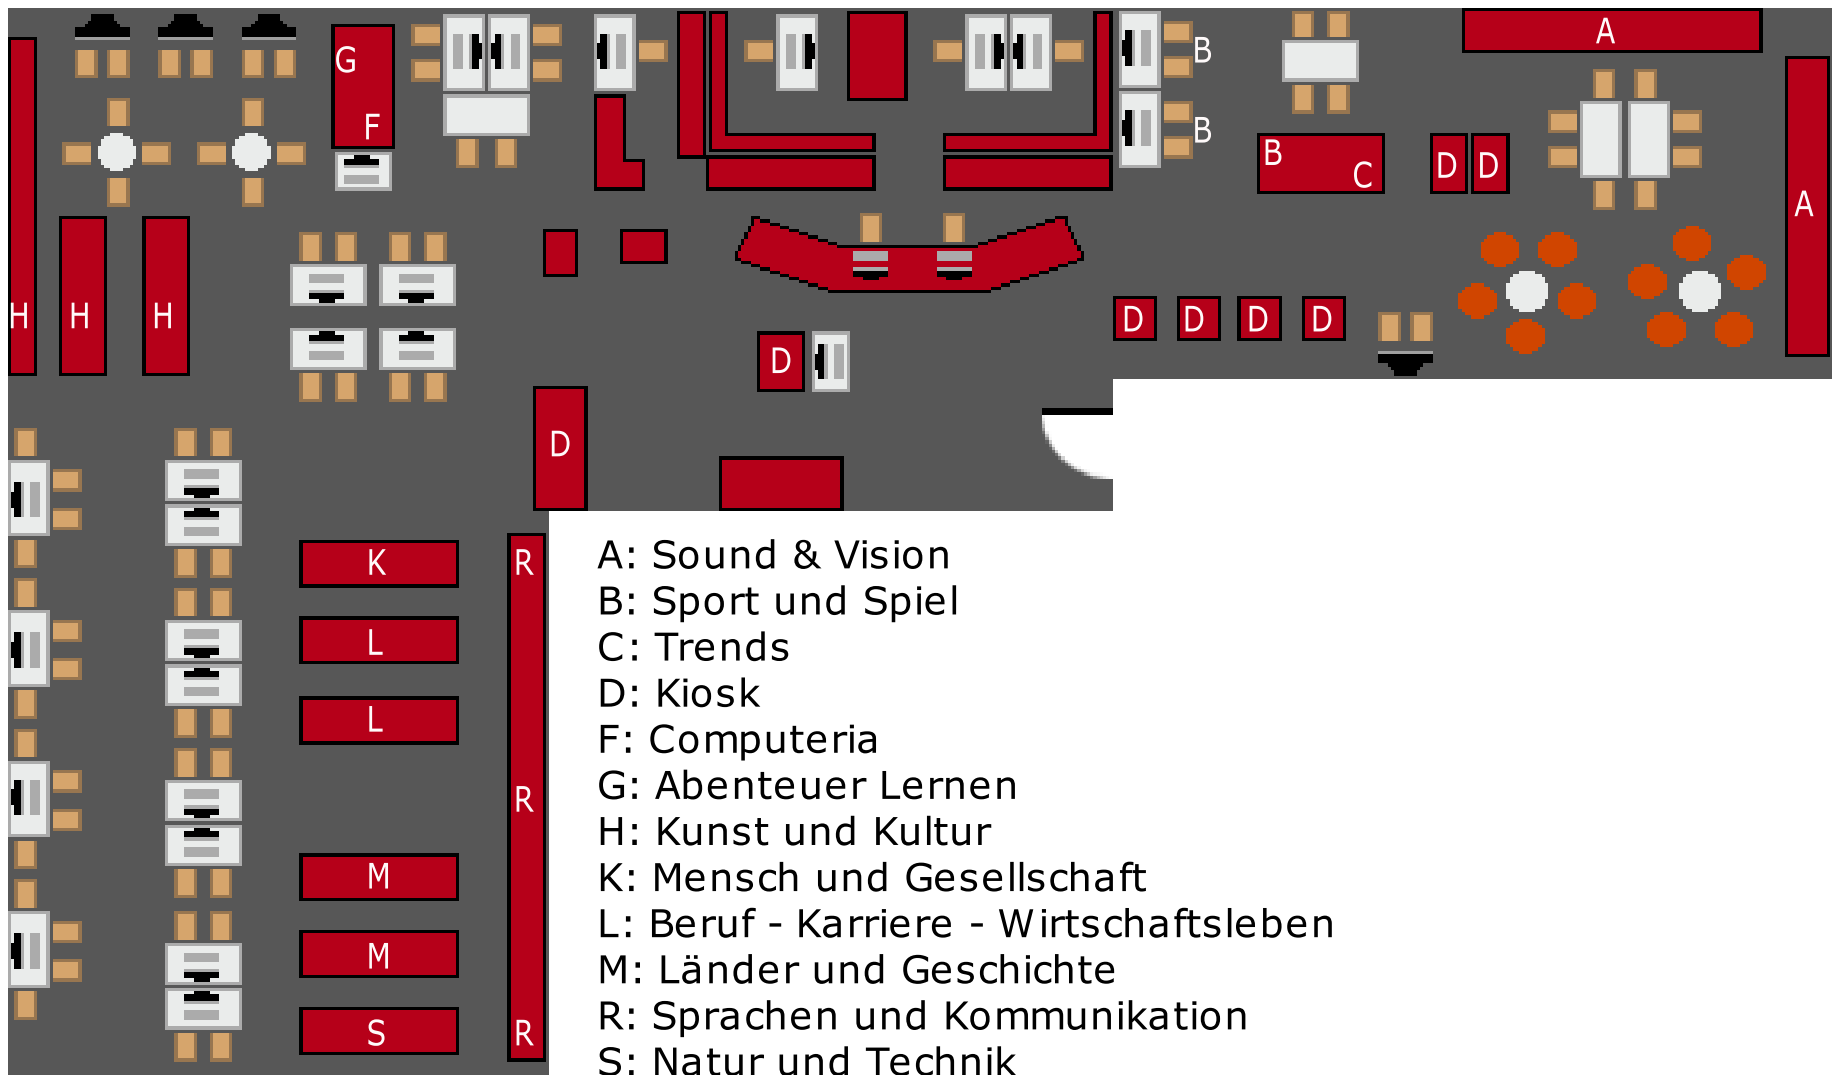 A
G
B
F
B
B
C
D D
A
H H H
D D D D
D
D
K R
L
L
R
M
M
S R
A: Sound & Vision
B: Sport und Spiel
C: Trends
D: Kiosk
F: Computeria
G: Abenteuer Lernen
H: Kunst und Kultur
K: Mensch und Gesellschaft
L: Beruf - Karriere - Wirtschaftsleben
M: Länder und Geschichte
R: Sprachen und Kommunikation
S: Natur und Technik